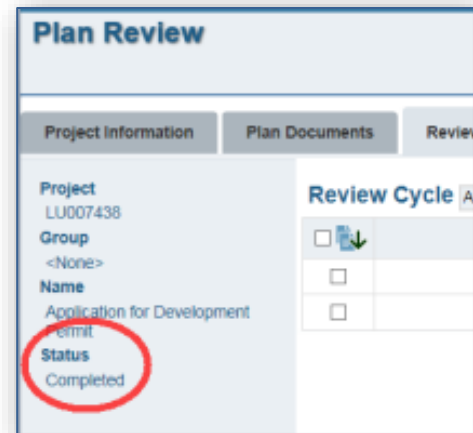 Plan Review
Project Information
Plan Documents
Review
Project
LU007438
Group
<None>
Name
Application for Development
Permit
Status
Completed
Review Cycle A